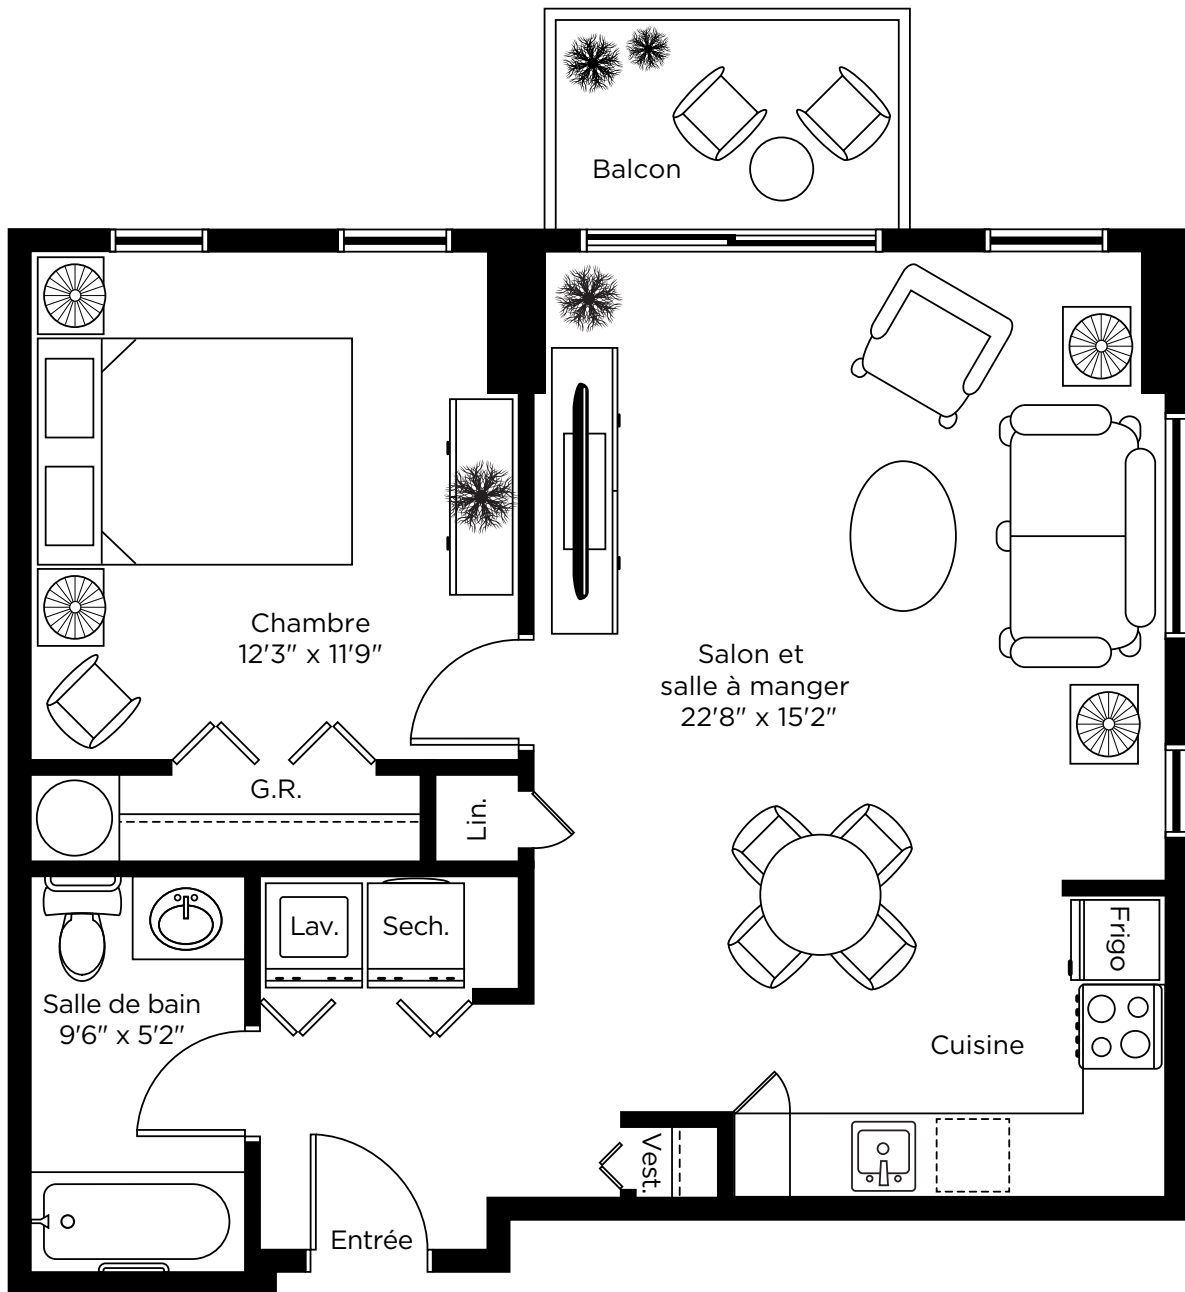 Balcon
Chambre
12'3" x 11'9"
Salon et
salle à manger
22'8" x 15'2"
G.R.
Lin.
Lav.
Sech.
Frigo
Salle de bain
9'6" x 5'2"
Cuisine
Vest.
Entrée